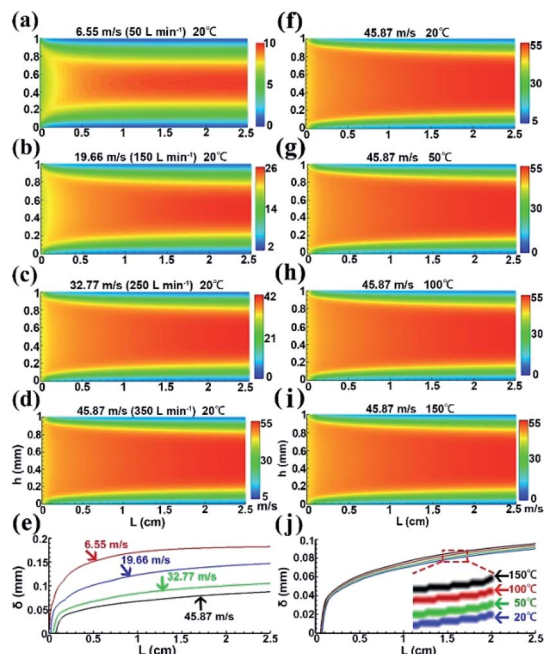 (a)
6.55 m/s (50 L min⁻¹) 20℃
1
0.8
0.6
0.4
0.2
0
0 0.5 1 1.5 2 2.5
10
5
0
(b)
19.66 m/s (150 L min⁻¹) 20℃
1
0.8
0.6
0.4
0.2
0
0 0.5 1 1.5 2 2.5
26
14
2
(c)
32.77 m/s (250 L min⁻¹) 20℃
1
0.8
0.6
0.4
0.2
0
0 0.5 1 1.5 2 2.5
42
21
0
(d)
45.87 m/s (350 L min⁻¹) 20℃
1
0.8
0.6
0.4
0.2
0
h (mm)
0 0.5 1 1.5 2 2.5
L (cm)
55
30
5
m/s
(e)
0.2
0.15
0.1
0.05
0
δ (mm)
6.55 m/s
19.66 m/s
32.77 m/s
45.87 m/s
0 0.5 1 1.5 2 2.5
L (cm)
(f)
45.87 m/s 20℃
1
0.8
0.6
0.4
0.2
0
0 0.5 1 1.5 2 2.5
55
30
5
(g)
45.87 m/s 50℃
1
0.8
0.6
0.4
0.2
0
0 0.5 1 1.5 2 2.5
55
30
0
(h)
45.87 m/s 100℃
1
0.8
0.6
0.4
0.2
0
0 0.5 1 1.5 2 2.5
55
30
0
(i)
45.87 m/s 150℃
1
0.8
0.6
0.4
0.2
0
h (mm)
0 0.5 1 1.5 2 2.5
L (cm)
55
30
0
m/s
(j)
0.1
0.08
0.06
0.04
0.02
0
δ (mm)
150℃
100℃
50℃
20℃
0 0.5 1 1.5 2 2.5
L (cm)